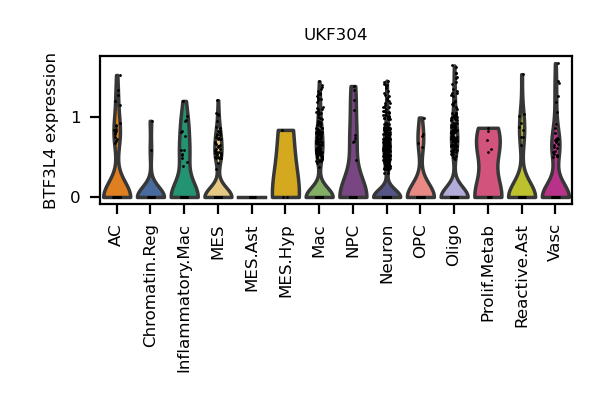 UKF304
BTF3L4 expression
1
0
AC
Chromatin.Reg
Inflammatory.Mac
MES
MES.Ast
MES.Hyp
Mac
NPC
Neuron
OPC
Oligo
Prolif.Metab
Reactive.Ast
Vasc